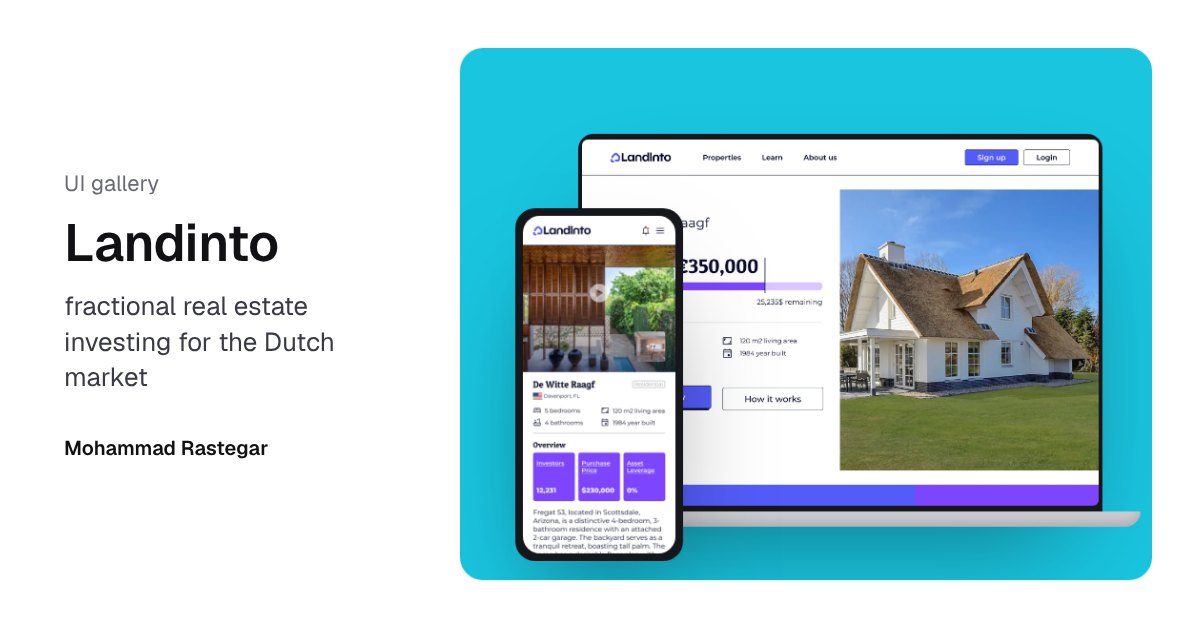 UI gallery
Landinto
fractional real estate
investing for the Dutch
market
Mohammad Rastegar
LandInto
Properties
Learn
About us
Sign up
Login
aagf
€350,000
25,235$ remaining
120 m2 living area
1984 year built
How it works
LandInto
De Witte Raagf
Residential
Davenport, FL
5 bedrooms
120 m2 living area
4 bathrooms
1984 year built
Overview
Investors
12,231
Purchase
Price
$230,000
Asset
Leverage
0%
Fregat 53, located in Scottsdale,
Arizona, is a distinctive 4-bedroom, 3-
bathroom residence with an attached
2-car garage. The backyard serves as a
tranquil retreat, boasting tall palm. The